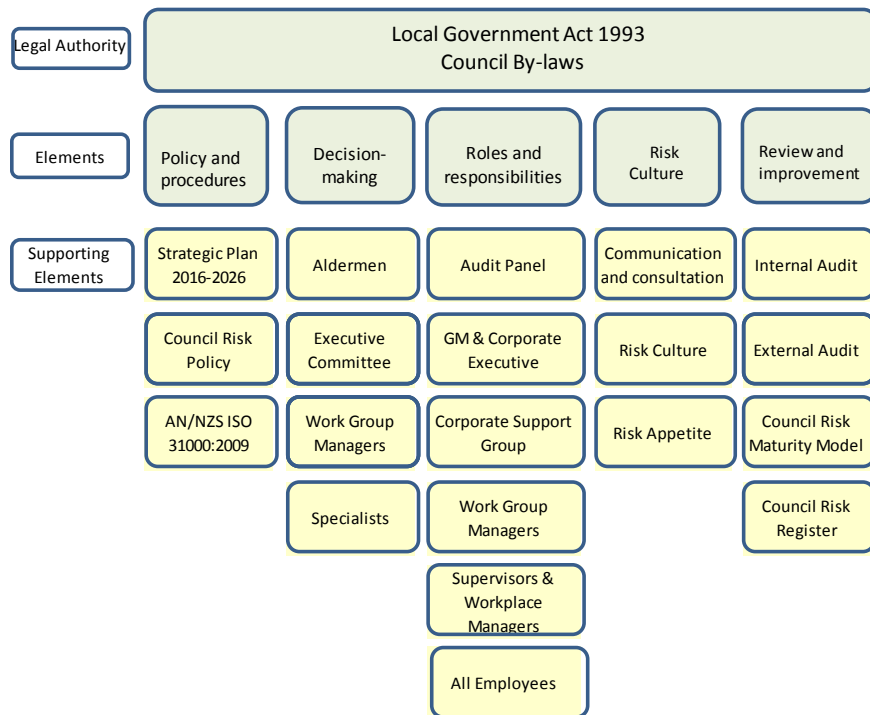 Legal Authority
Local Government Act 1993
Council By-laws
Elements
Policy and
procedures
Decision-
making
Roles and
responsibilities
Risk
Culture
Review and
improvement
Supporting
Elements
Strategic Plan
2016-2026
Aldermen
Audit Panel
Communication
and consultation
Internal Audit
Council Risk
Policy
Executive
Committee
GM & Corporate
Executive
Risk Culture
External Audit
AN/NZS ISO
31000:2009
Work Group
Managers
Corporate Support
Group
Risk Appetite
Council Risk
Maturity Model
Specialists
Work Group
Managers
Council Risk
Register
Supervisors &
Workplace
Managers
All Employees